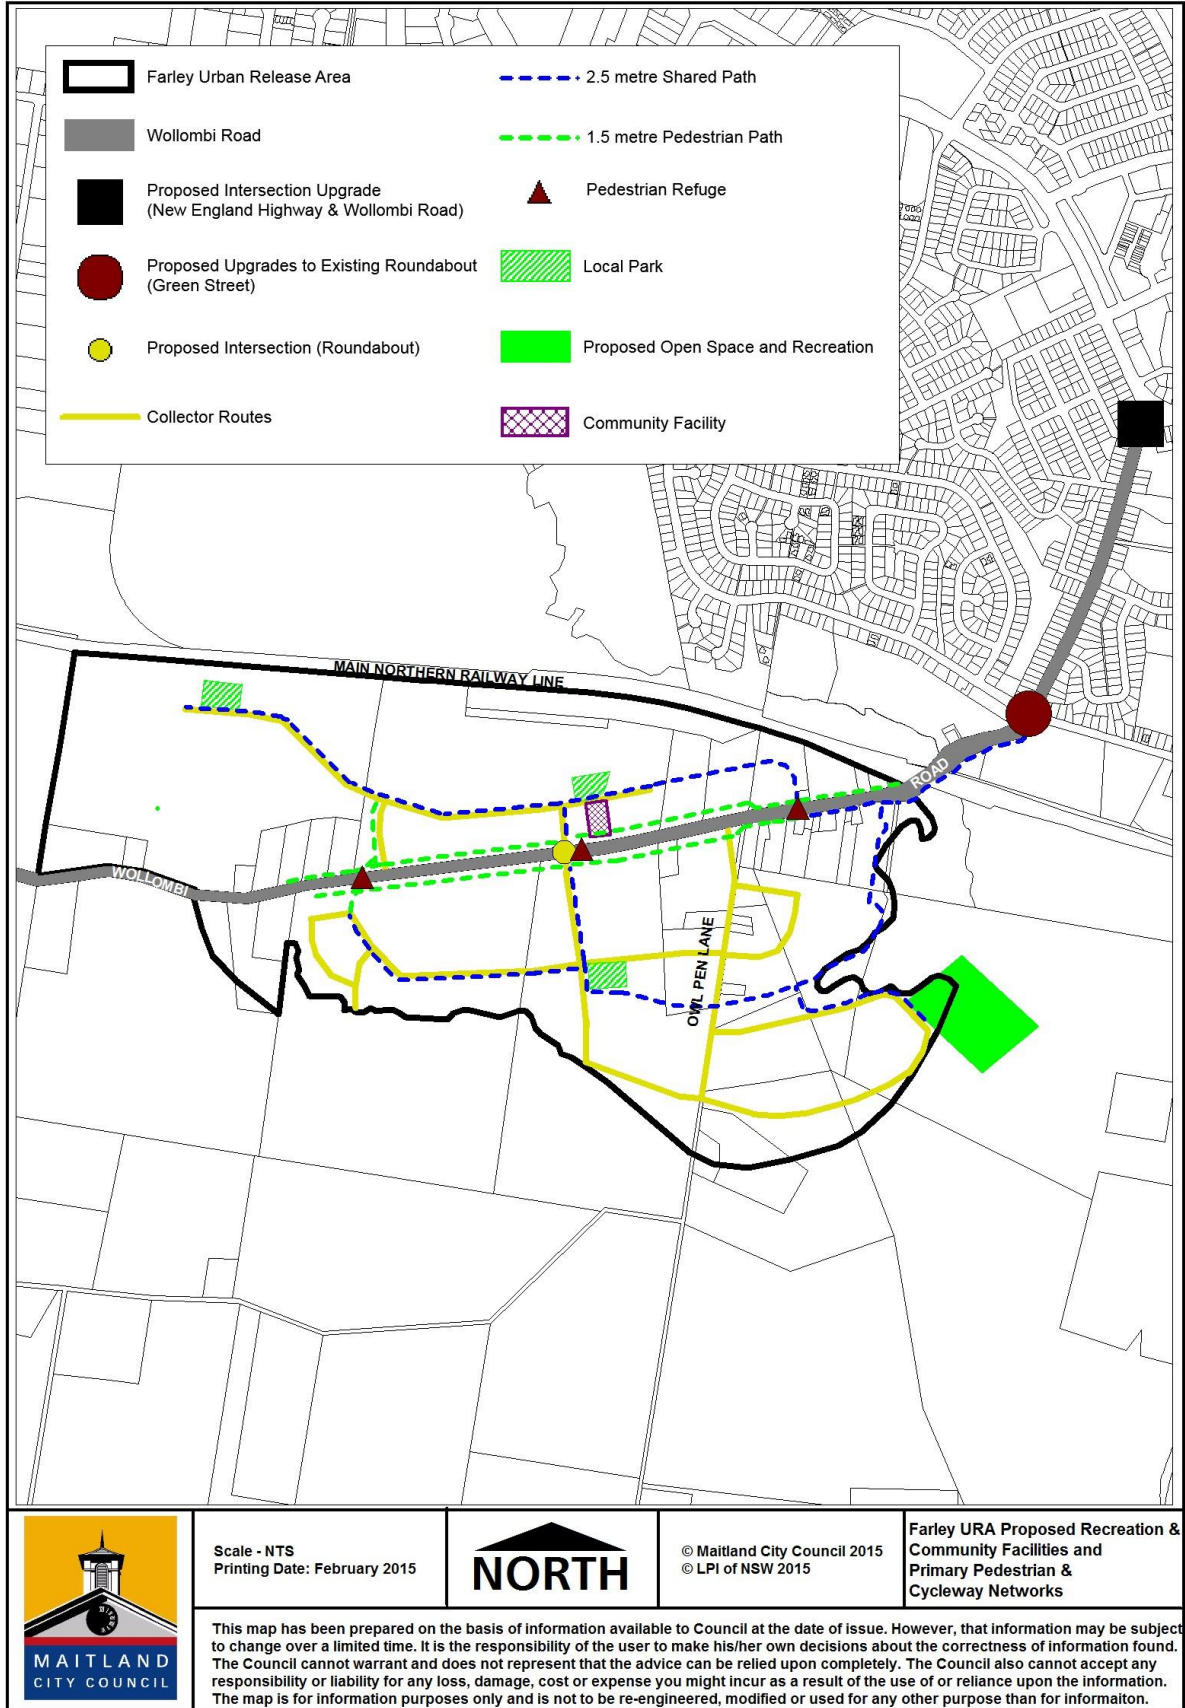 Farley Urban Release Area
Wollombi Road
Proposed Intersection Upgrade
(New England Highway & Wollombi Road)
Proposed Upgrades to Existing Roundabout
(Green Street)
Proposed Intersection (Roundabout)
Collector Routes
2.5 metre Shared Path
1.5 metre Pedestrian Path
Pedestrian Refuge
Local Park
Proposed Open Space and Recreation
Community Facility
MAIN NORTHERN RAILWAY LINE
ROAD
WOLLOMBI
OWL PEN LANE
MAITLAND
CITY COUNCIL
Scale - NTS
Printing Date: February 2015
NORTH
© Maitland City Council 2015
© LPI of NSW 2015
Farley URA Proposed Recreation &
Community Facilities and
Primary Pedestrian &
Cycleway Networks
This map has been prepared on the basis of information available to Council at the date of issue. However, that information may be subject
to change over a limited time. It is the responsibility of the user to make his/her own decisions about the correctness of information found.
The Council cannot warrant and does not represent that the advice can be relied upon completely. The Council also cannot accept any
responsibility or liability for any loss, damage, cost or expense you might incur as a result of the use of or reliance upon the information.
The map is for information purposes only and is not to be re-engineered, modified or used for any other purpose than for informaiton.